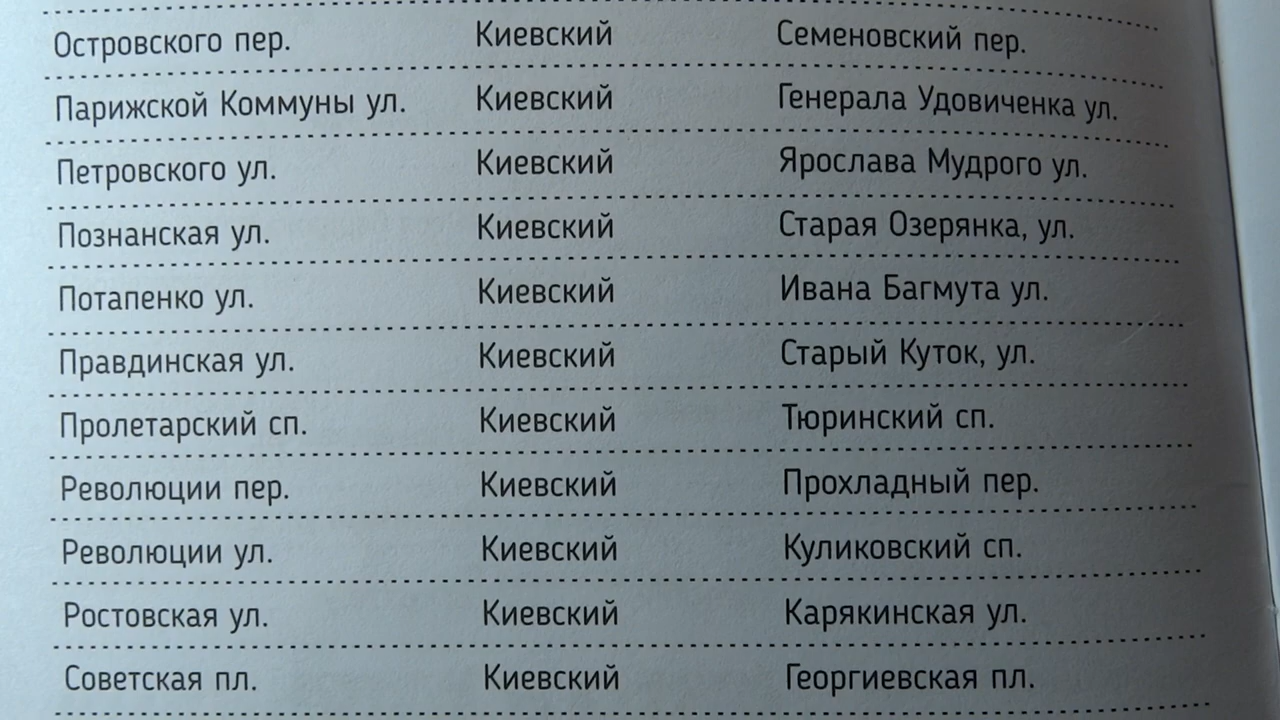 Островского пер. Киевский Семеновский пер.
Парижской Коммуны ул. Киевский Генерала Удовиченка ул.
Петровского ул. Киевский Ярослава Мудрого ул.
Познанская ул. Киевский Старая Озерянка, ул.
Потапенко ул. Киевский Ивана Багмута ул.
Правдинская ул. Киевский Старый Куток, ул.
Пролетарский сп. Киевский Тюринский сп.
Революции пер. Киевский Прохладный пер.
Революции ул. Киевский Куликовский сп.
Ростовская ул. Киевский Карякинская ул.
Советская пл. Киевский Георгиевская пл.